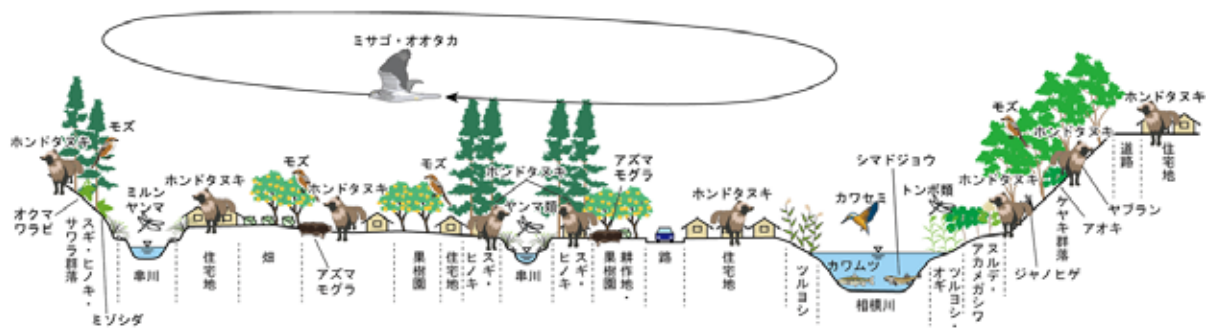 ミサゴ・オオタカ
モズ
ホンドタヌキ
オクマ
ワラビ
スギ・ヒノキ・
サワラ群落
ミゾシダ
ミルン
ヤンマ
串川
ホンドタヌキ
住宅地
畑
モズ
アズマ
モグラ
ホンドタヌキ
果樹園
モズ
住宅地
スギ・
ヒノキ
ホンドタヌキ
ヤンマ類
串川
スギ・
ヒノキ
アズマ
モグラ
耕作地・
果樹園
路
ホンドタヌキ
住宅地
ツルヨシ
カワセミ
シマドジョウ
カワムツ
相模川
トンボ類
ツルヨシ・
オギ
ヌルデ・
アカメガシワ
ホンドタヌキ
ジャノヒゲ
ケヤキ群落
アオキ
ヤブラン
モズ
ホンドタヌキ
道路
ホンドタヌキ
住宅地